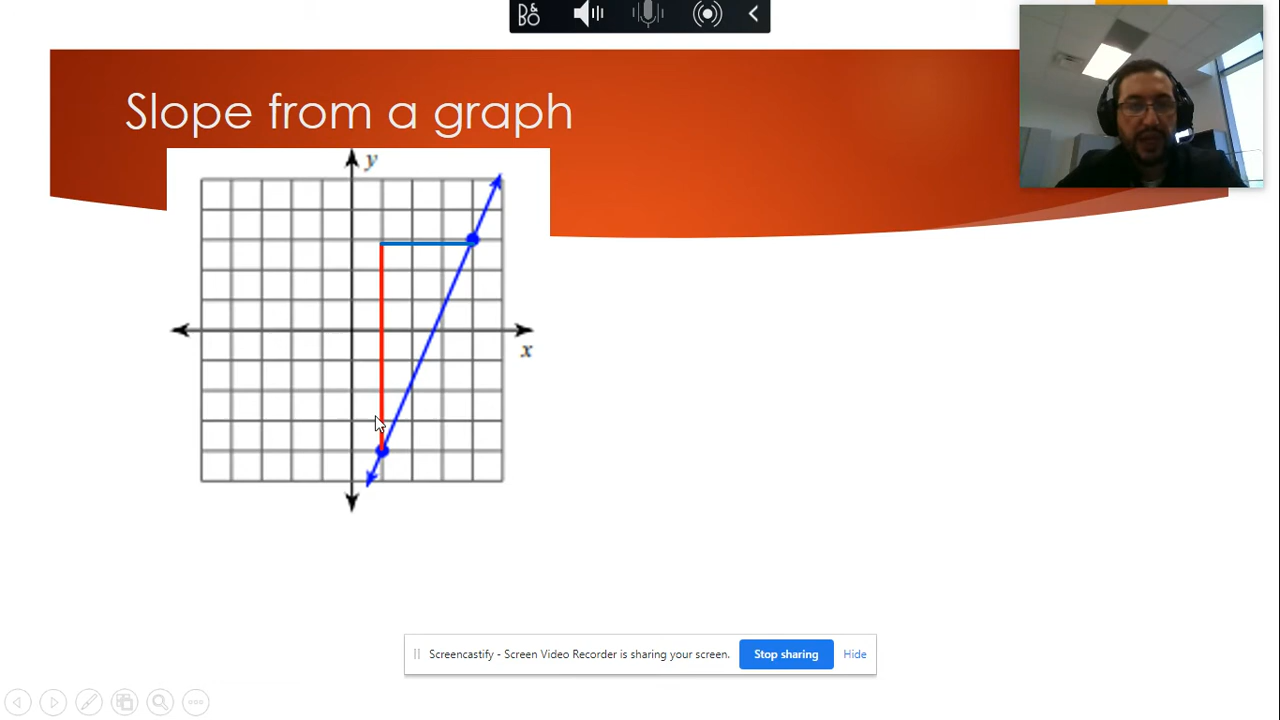 B&O
Slope from a graph
y
x
Screencastify - Screen Video Recorder is sharing your screen.
Stop sharing
Hide